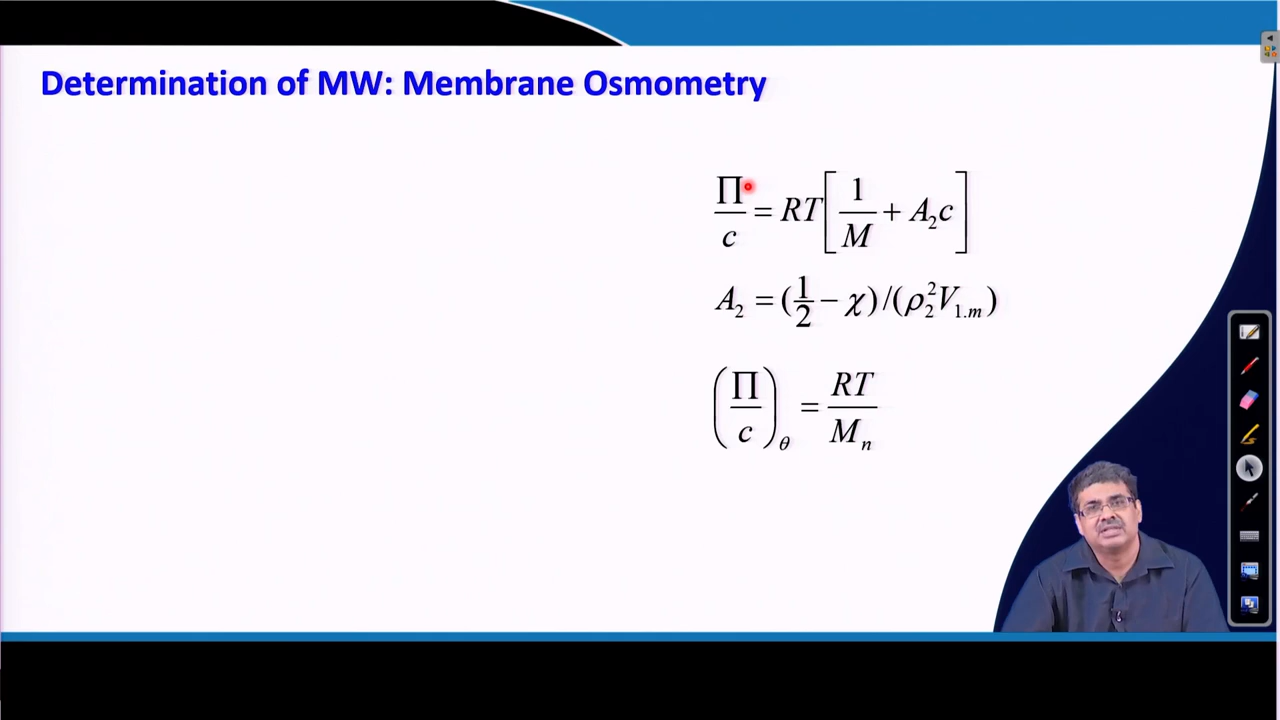 Determination of MW: Membrane Osmometry
Π/c = RT[1/M + A₂c]
A₂ = (1/2 − χ)/(ρ₂²V₁.ₘ)
(Π/c)_θ = RT/Mₙ